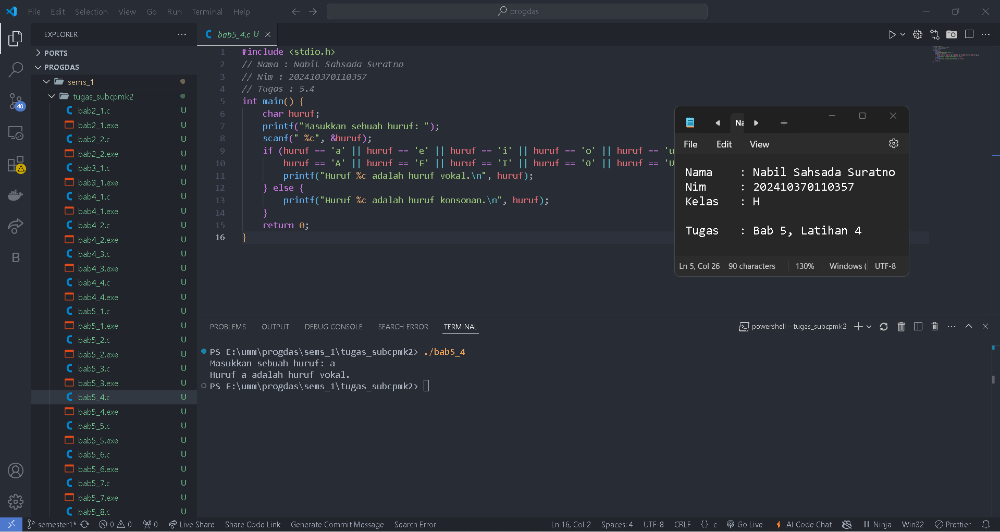 File Edit Selection View Go Run Terminal Help progdas
EXPLORER
PORTS
PROGDAS
sems_1
tugas_subcpmk2
bab2_1.c U
bab2_1.exe U
bab2_2.c U
bab2_2.exe U
bab3_1.c U
bab3_1.exe U
bab4_1.c U
bab4_1.exe U
bab4_2.c U
bab4_2.exe U
bab4_3.c U
bab4_3.exe U
bab4_4.c U
bab4_4.exe U
bab5_1.c U
bab5_1.exe U
bab5_2.c U
bab5_2.exe U
bab5_3.c U
bab5_3.exe U
bab5_4.c U
bab5_4.exe U
bab5_5.c U
bab5_5.exe U
bab5_6.c U
bab5_6.exe U
bab5_7.c U
bab5_7.exe U
bab5_8.c U
40
B
bab5_4.c U
1 #include <stdio.h>
2 // Nama : Nabil Sahsada Suratno
3 // Nim : 202410370110357
4 // Tugas : 5.4
5 int main() {
6 char huruf;
7 printf("Masukkan sebuah huruf: ");
8 scanf(" %c", &huruf);
9 if (huruf == 'a' || huruf == 'e' || huruf == 'i' || huruf == 'o' || huruf == 'u
10 huruf == 'A' || huruf == 'E' || huruf == 'I' || huruf == 'O' || huruf == 'U
11 printf("Huruf %c adalah huruf vokal.\n", huruf);
12 } else {
13 printf("Huruf %c adalah huruf konsonan.\n", huruf);
14 }
15 return 0;
16 }
Na
File Edit View
Nama : Nabil Sahsada Suratno
Nim : 202410370110357
Kelas : H
Tugas : Bab 5, Latihan 4
Ln 5, Col 26 90 characters 130% Windows ( UTF-8
PROBLEMS OUTPUT DEBUG CONSOLE SEARCH ERROR TERMINAL powershell - tugas_subcpmk2
PS E:\umm\progdas\sems_1\tugas_subcpmk2> ./bab5_4
Masukkan sebuah huruf: a
Huruf a adalah huruf vokal.
PS E:\umm\progdas\sems_1\tugas_subcpmk2>
semester1* 0 0 0 Live Share Share Code Link Generate Commit Message Search Error Ln 16, Col 2 Spaces: 4 UTF-8 CRLF {} c Go Live AI Code Chat Ninja Win32 Prettier